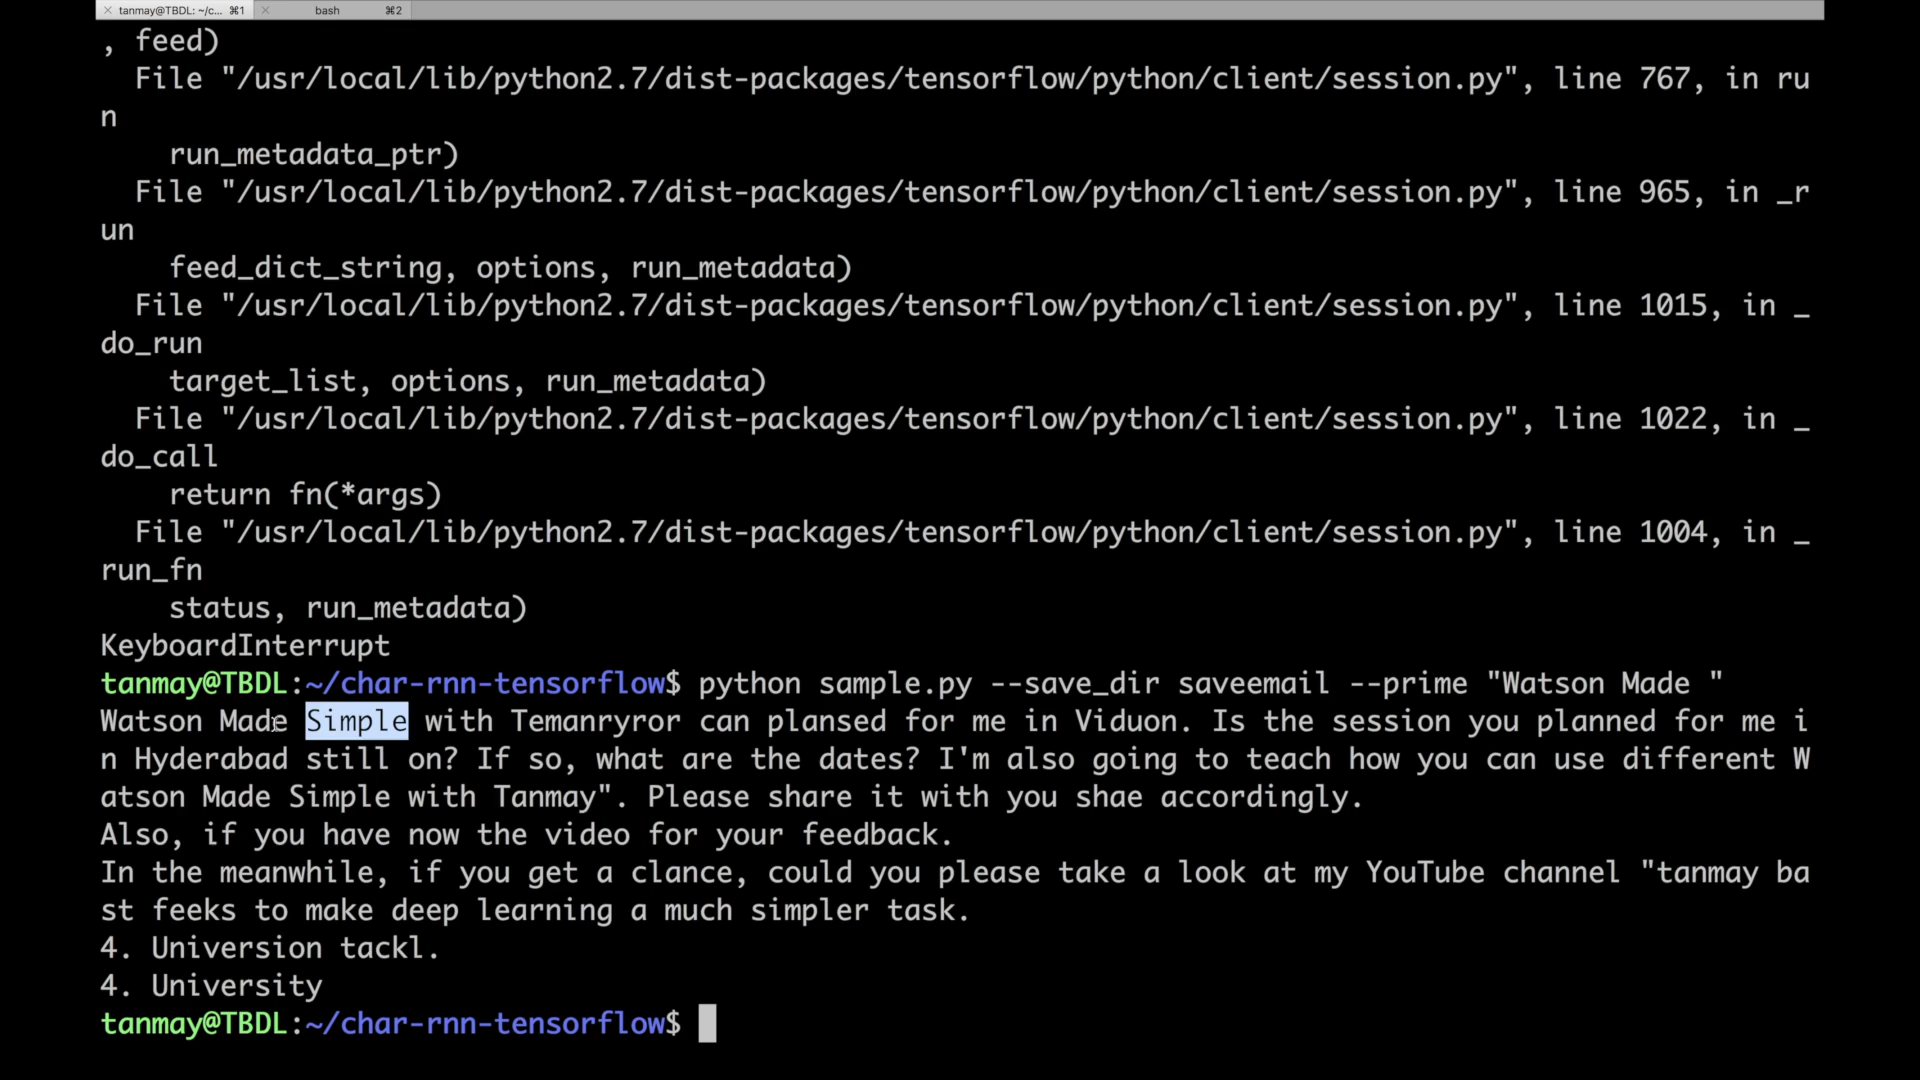 tanmay@TBDL: ~/c... ⌘1 bash ⌘2
, feed)
  File "/usr/local/lib/python2.7/dist-packages/tensorflow/python/client/session.py", line 767, in ru
n
    run_metadata_ptr)
  File "/usr/local/lib/python2.7/dist-packages/tensorflow/python/client/session.py", line 965, in _r
un
    feed_dict_string, options, run_metadata)
  File "/usr/local/lib/python2.7/dist-packages/tensorflow/python/client/session.py", line 1015, in _
do_run
    target_list, options, run_metadata)
  File "/usr/local/lib/python2.7/dist-packages/tensorflow/python/client/session.py", line 1022, in _
do_call
    return fn(*args)
  File "/usr/local/lib/python2.7/dist-packages/tensorflow/python/client/session.py", line 1004, in _
run_fn
    status, run_metadata)
KeyboardInterrupt
tanmay@TBDL:~/char-rnn-tensorflow$ python sample.py --save_dir saveemail --prime "Watson Made "
Watson Made Simple with Temanryror can plansed for me in Viduon. Is the session you planned for me i
n Hyderabad still on? If so, what are the dates? I'm also going to teach how you can use different W
atson Made Simple with Tanmay". Please share it with you shae accordingly.
Also, if you have now the video for your feedback.
In the meanwhile, if you get a clance, could you please take a look at my YouTube channel "tanmay ba
st feeks to make deep learning a much simpler task.
4. Universion tackl.
4. University
tanmay@TBDL:~/char-rnn-tensorflow$